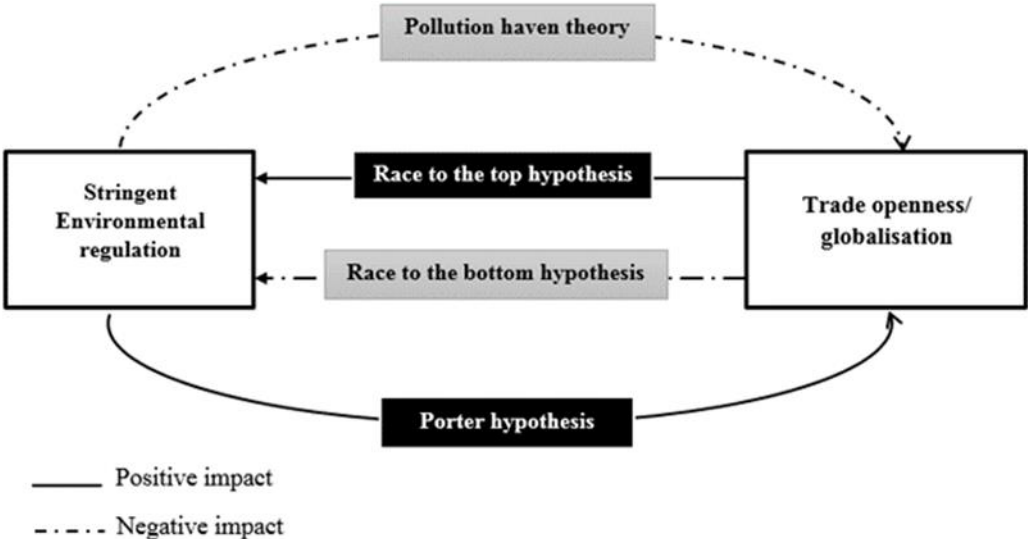 Pollution haven theory
Stringent
Environmental
regulation
Race to the top hypothesis
Trade openness/
globalisation
Race to the bottom hypothesis
Porter hypothesis
Positive impact
Negative impact